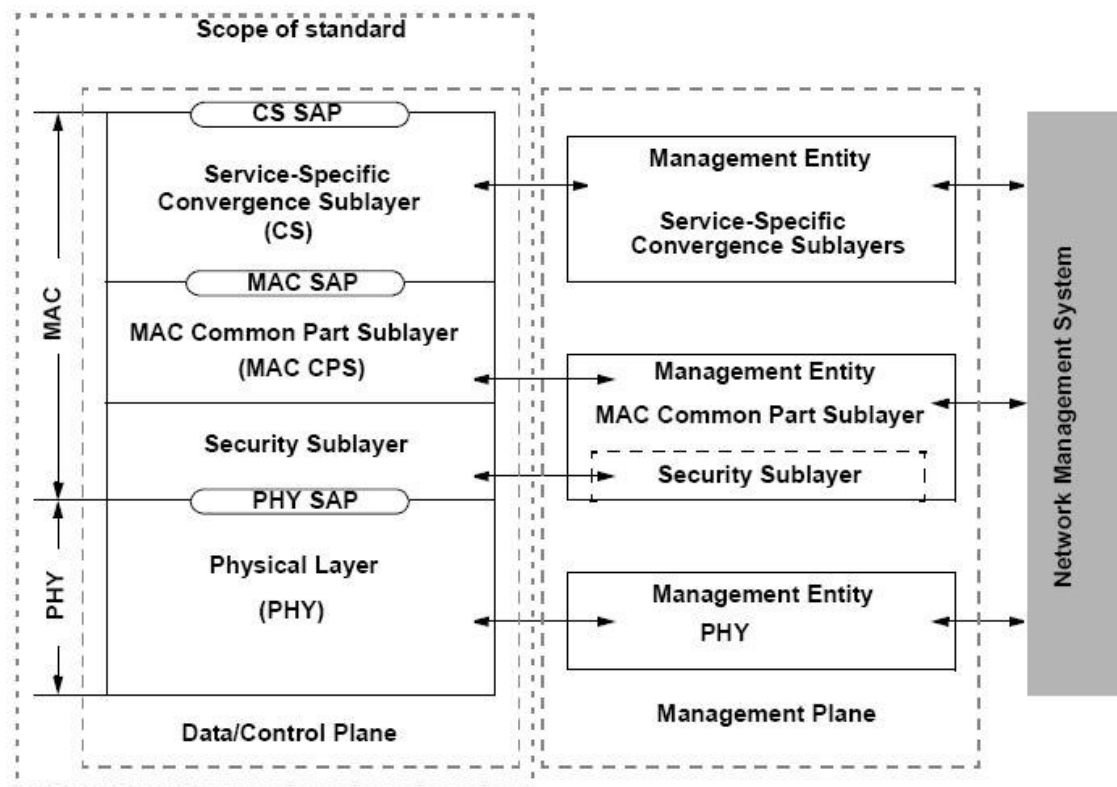 Scope of standard
CS SAP
Service-Specific
Convergence Sublayer
(CS)
MAC SAP
MAC Common Part Sublayer
(MAC CPS)
Security Sublayer
PHY SAP
Physical Layer
(PHY)
Data/Control Plane
MAC
PHY
Management Entity
Service-Specific
Convergence Sublayers
Management Entity
MAC Common Part Sublayer
Security Sublayer
Management Entity
PHY
Management Plane
Network Management System